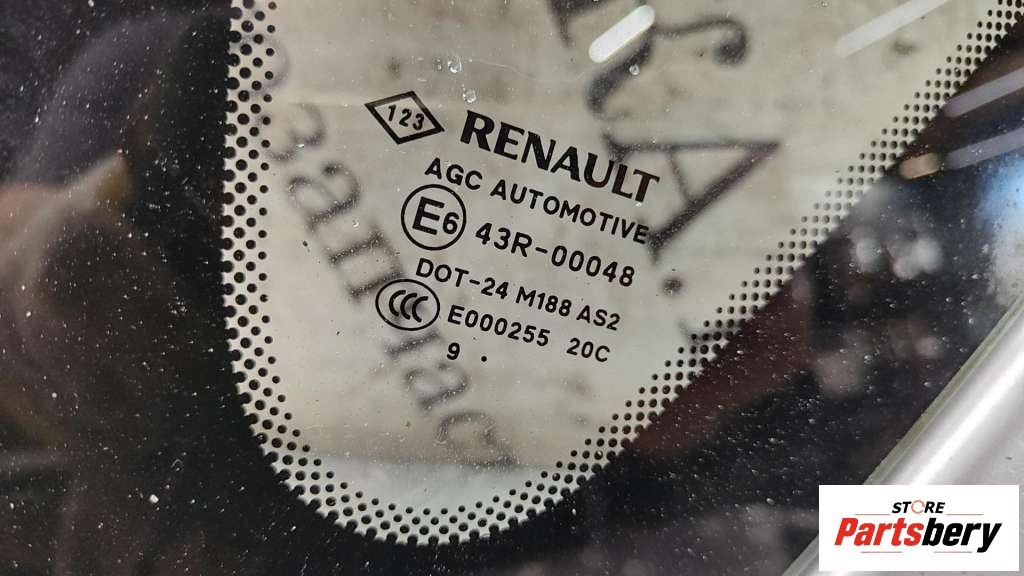 123
RENAULT
AGC AUTOMOTIVE
E6 43R-00048
DOT-24 M188 AS2
CCC E000255 20C
9 .
STORE
Partsbery